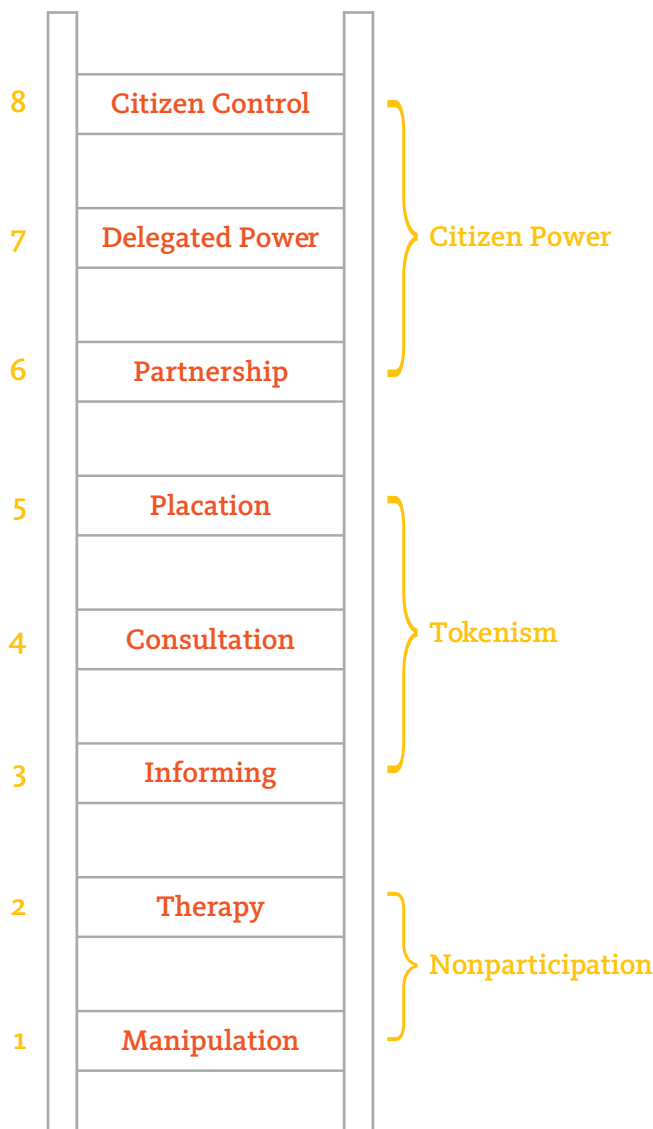 8 Citizen Control
7 Delegated Power Citizen Power
6 Partnership
5 Placation
4 Consultation Tokenism
3 Informing
2 Therapy
Nonparticipation
1 Manipulation